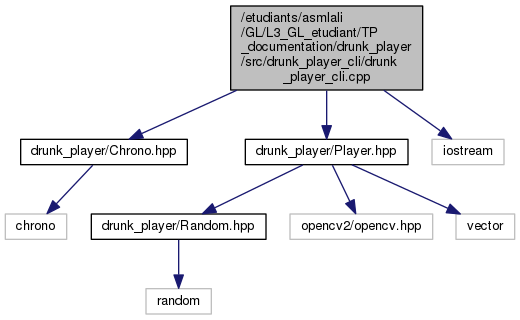 /etudiants/asmlali
/GL/L3_GL_etudiant/TP
_documentation/drunk_player
/src/drunk_player_cli/drunk
_player_cli.cpp
drunk_player/Chrono.hpp
drunk_player/Player.hpp
iostream
chrono
drunk_player/Random.hpp
opencv2/opencv.hpp
vector
random